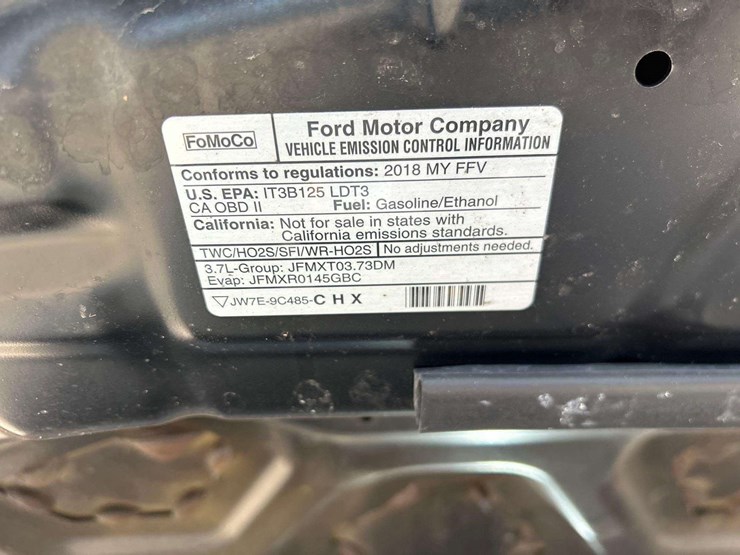 FoMoCo
Ford Motor Company
VEHICLE EMISSION CONTROL INFORMATION
Conforms to regulations: 2018 MY FFV
U.S. EPA: IT3B125 LDT3
CA OBD II Fuel: Gasoline/Ethanol
California: Not for sale in states with
California emissions standards.
TWC/HO2S/SFI/WR-HO2S No adjustments needed.
3.7L-Group: JFMXT03.73DM
Evap: JFMXR0145GBC
JW7E-9C485-C H X